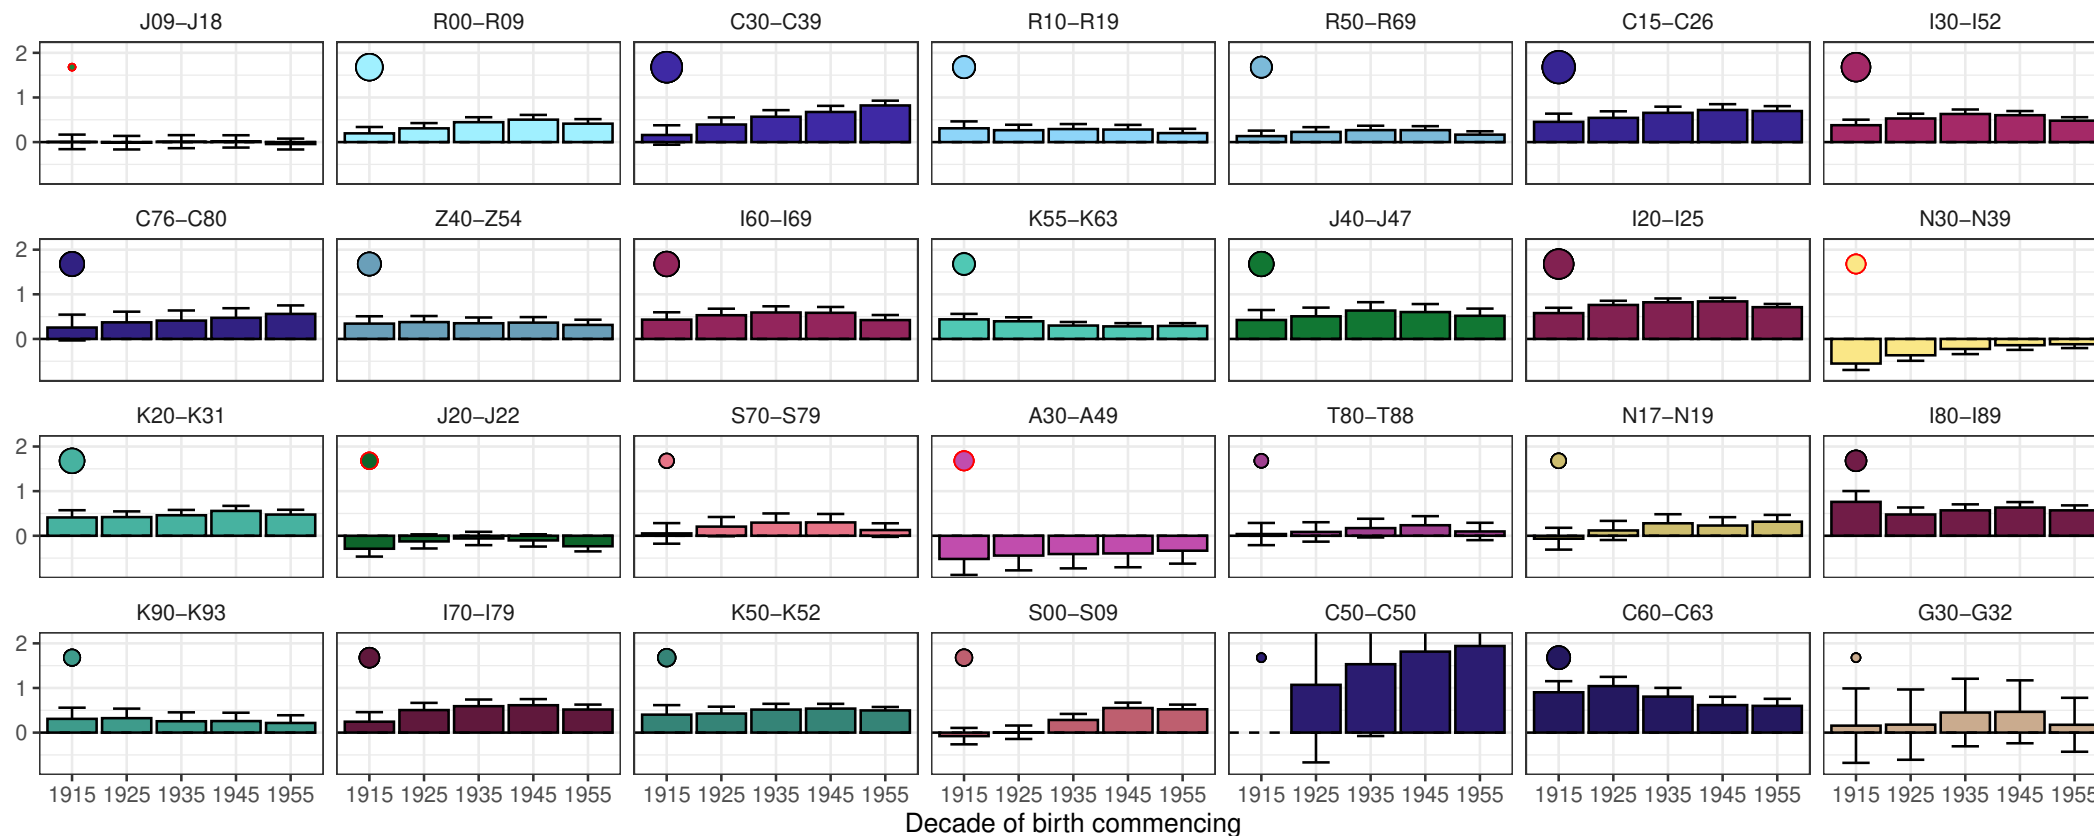 J09−J18 R00−R09 C30−C39 R10−R19 R50−R69 C15−C26 I30−I52
2
1
0
C76−C80 Z40−Z54 I60−I69 K55−K63 J40−J47 I20−I25 N30−N39
2
1
0
K20−K31 J20−J22 S70−S79 A30−A49 T80−T88 N17−N19 I80−I89
2
1
0
K90−K93 I70−I79 K50−K52 S00−S09 C50−C50 C60−C63 G30−G32
2
1
0
1915 1925 1935 1945 1955 1915 1925 1935 1945 1955 1915 1925 1935 1945 1955 1915 1925 1935 1945 1955 1915 1925 1935 1945 1955 1915 1925 1935 1945 1955 1915 1925 1935 1945 1955
Decade of birth commencing